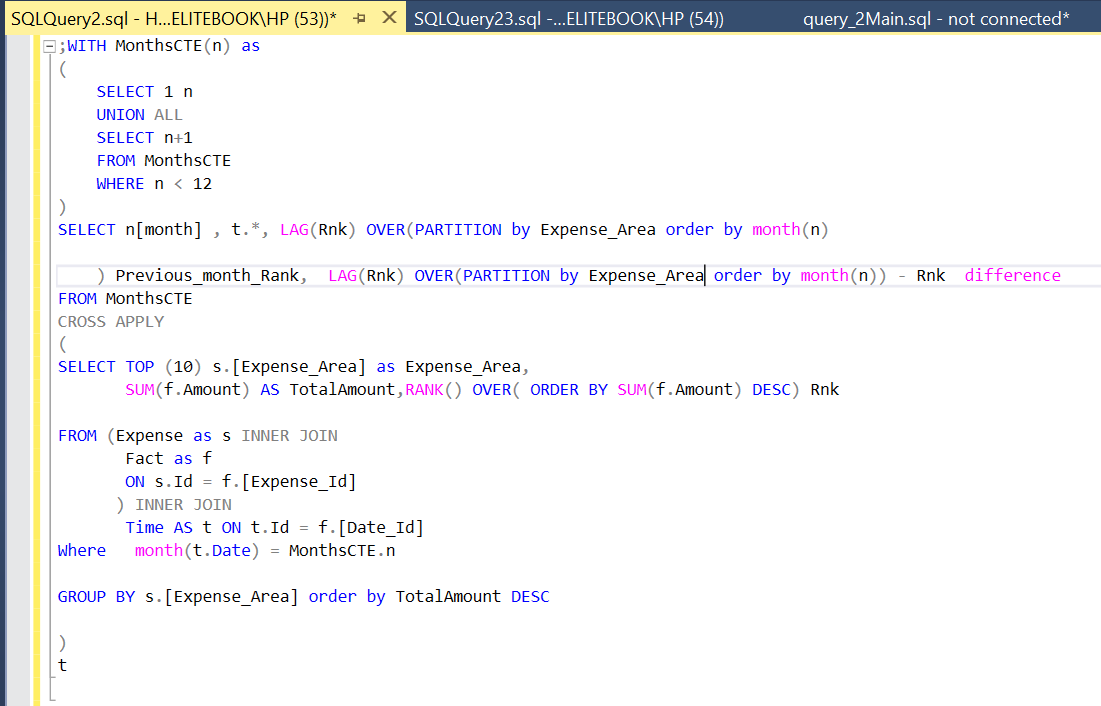 SQLQuery2.sql - H...ELITEBOOK\HP (53))* SQLQuery23.sql -...ELITEBOOK\HP (54)) query_2Main.sql - not connected*
;WITH MonthsCTE(n) as
(
SELECT 1 n
UNION ALL
SELECT n+1
FROM MonthsCTE
WHERE n < 12
)
SELECT n[month] , t.*, LAG(Rnk) OVER(PARTITION by Expense_Area order by month(n)
) Previous_month_Rank, LAG(Rnk) OVER(PARTITION by Expense_Area order by month(n)) - Rnk difference
FROM MonthsCTE
CROSS APPLY
(
SELECT TOP (10) s.[Expense_Area] as Expense_Area,
SUM(f.Amount) AS TotalAmount,RANK() OVER( ORDER BY SUM(f.Amount) DESC) Rnk
FROM (Expense as s INNER JOIN
Fact as f
ON s.Id = f.[Expense_Id]
) INNER JOIN
Time AS t ON t.Id = f.[Date_Id]
Where month(t.Date) = MonthsCTE.n
GROUP BY s.[Expense_Area] order by TotalAmount DESC
)
t